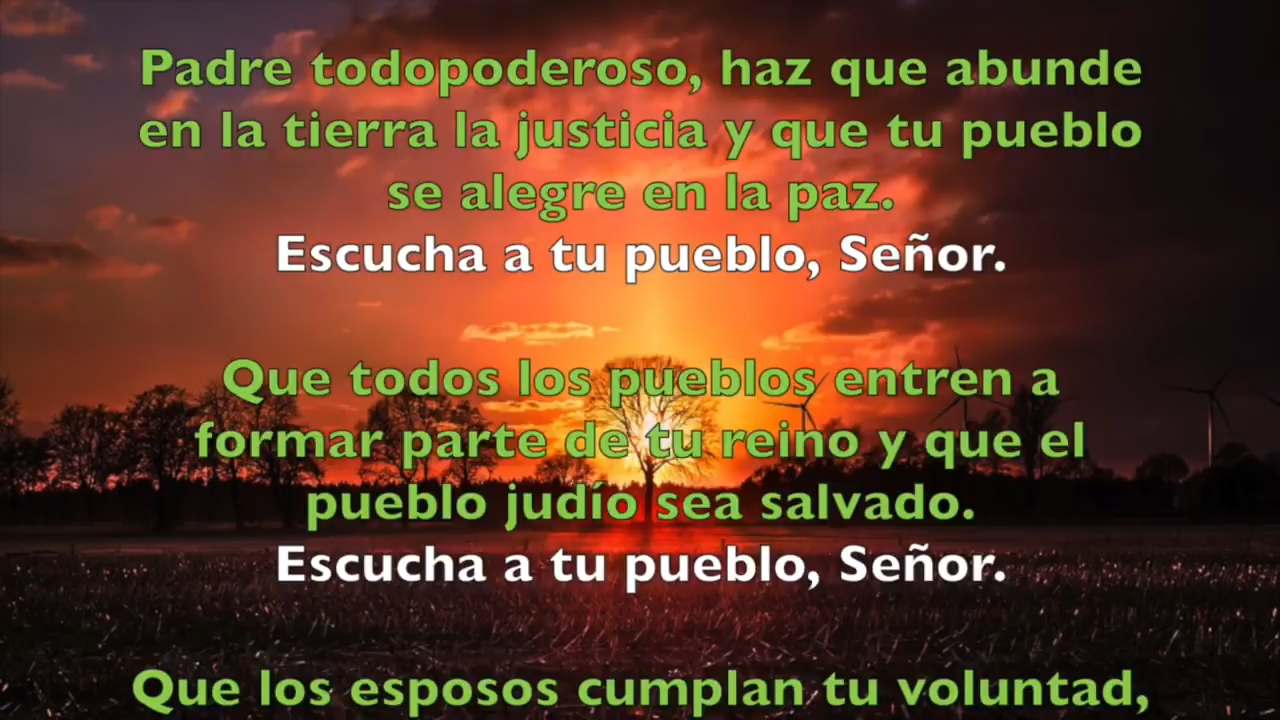 Padre todopoderoso, haz que abunde
en la tierra la justicia y que tu pueblo
se alegre en la paz.
Escucha a tu pueblo, Señor.
Que todos los pueblos entren a
formar parte de tu reino y que el
pueblo judío sea salvado.
Escucha a tu pueblo, Señor.
Que los esposos cumplan tu voluntad,